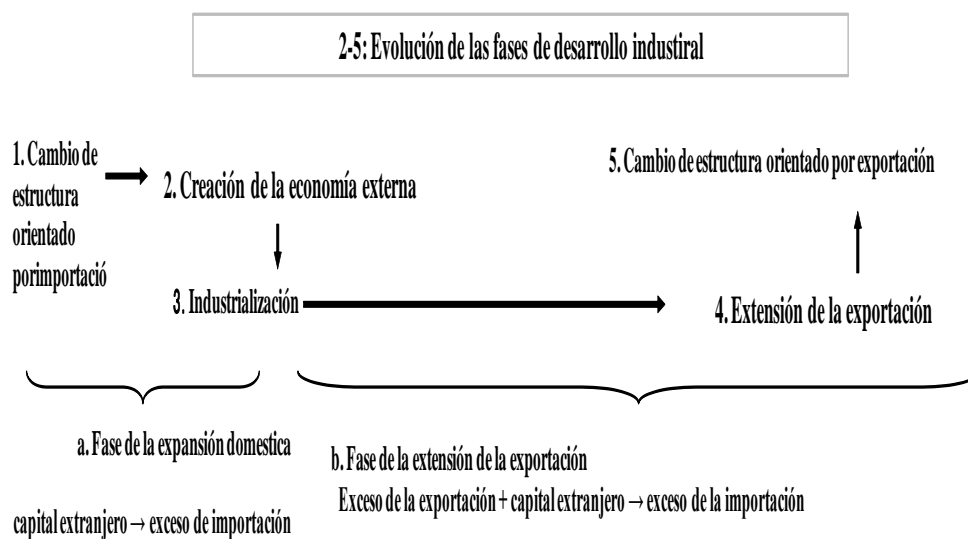 2-5: Evolución de las fases de desarrollo industiral
1. Cambio de
estructura
orientado
porimportació
2. Creación de la economía externa
3. Industrialización
5. Cambio de estructura orientado por exportación
4. Extensión de la exportación
a. Fase de la expansión domestica
capital extranjero → exceso de importación
b. Fase de la extensión de la exportación
Exceso de la exportación + capital extranjero → exceso de la importación